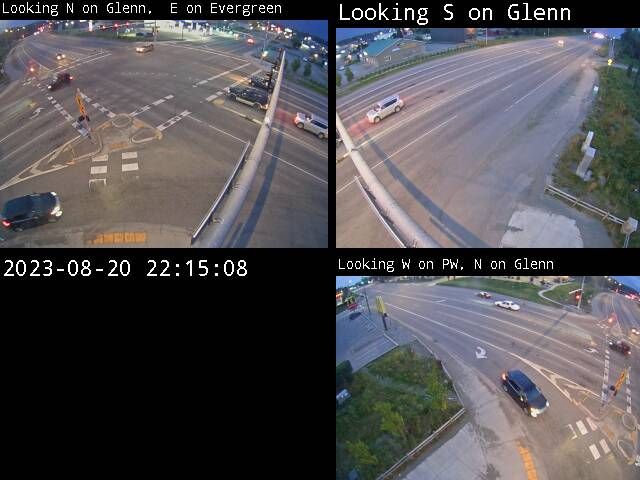 Looking N on Glenn, E on Evergreen
Looking S on Glenn
2023-08-20 22:15:08
Looking W on PW, N on Glenn